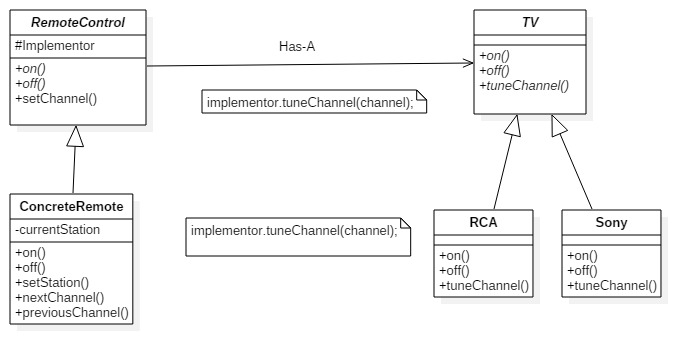 RemoteControl
#Implementor
+on()
+off()
+setChannel()
Has-A
TV
+on()
+off()
+tuneChannel()
implementor.tuneChannel(channel);
ConcreteRemote
-currentStation
+on()
+off()
+setStation()
+nextChannel()
+previousChannel()
implementor.tuneChannel(channel);
RCA
+on()
+off()
+tuneChannel()
Sony
+on()
+off()
+tuneChannel()